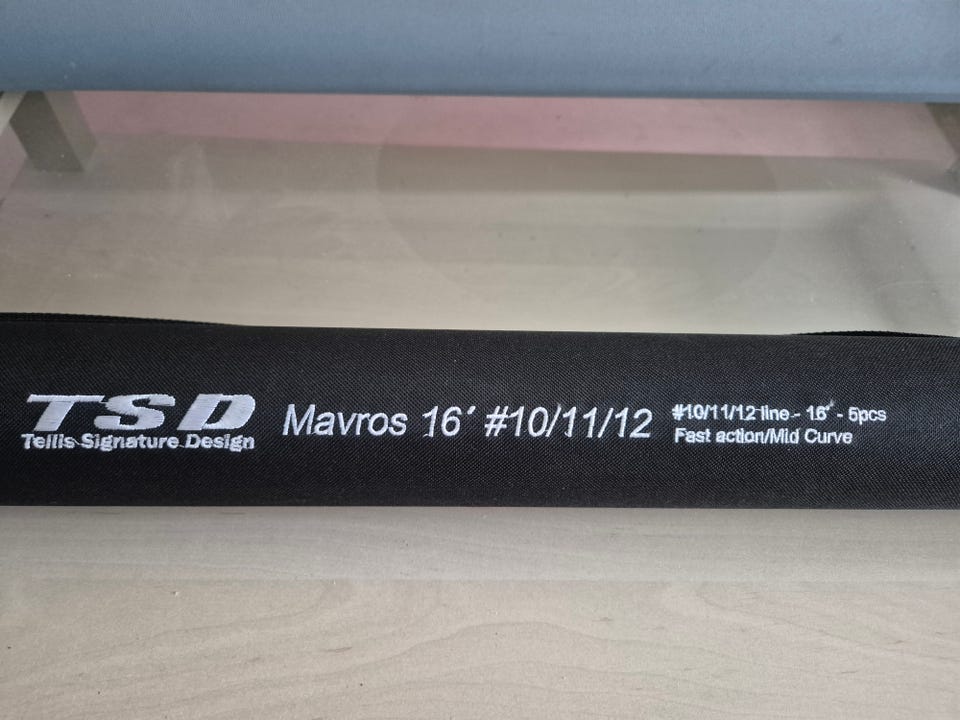 TSD
Tellis Signature Design
Mavros 16´ #10/11/12
#10/11/12 line - 16´ - 5pcs
Fast action/Mid Curve